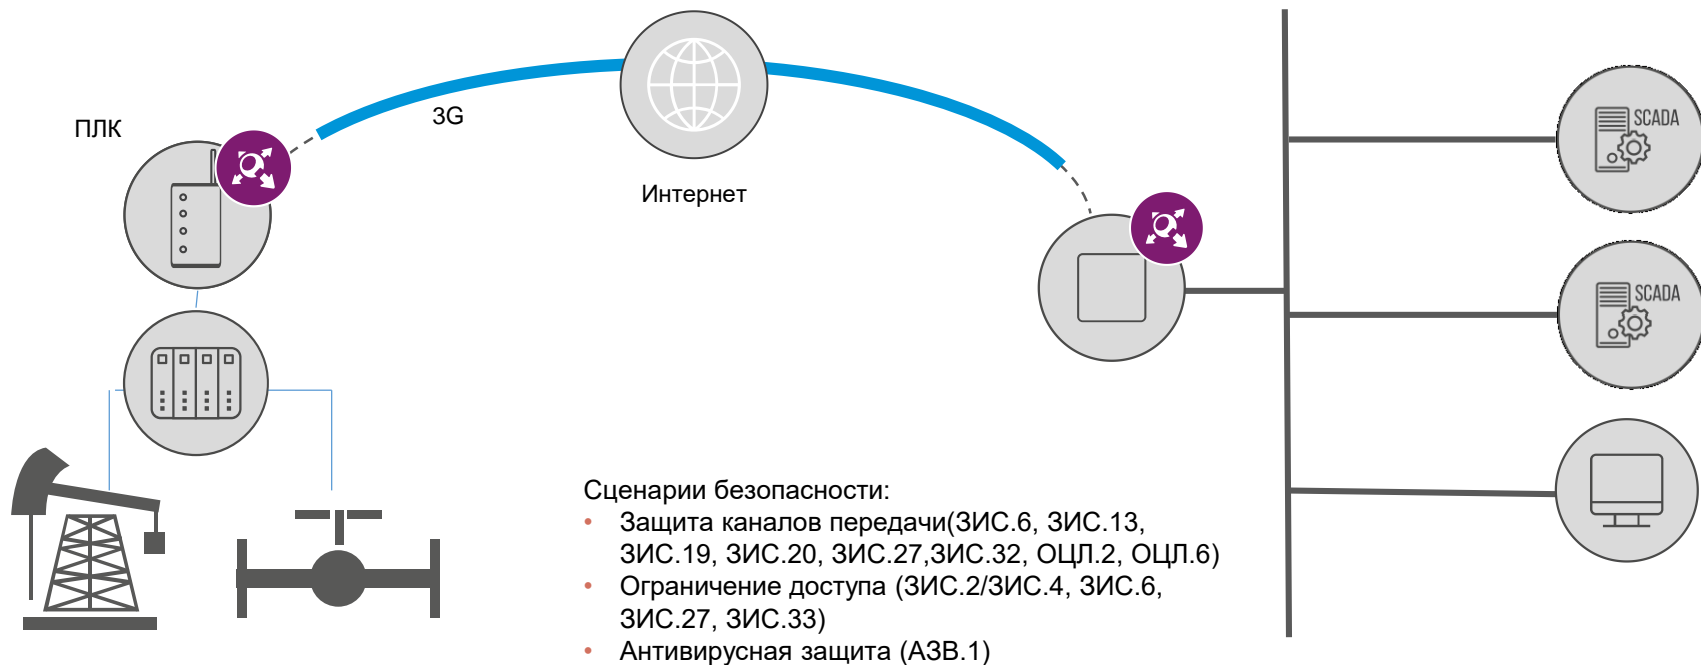 ПЛК
3G
Интернет
SCADA
SCADA
Сценарии безопасности:
• Защита каналов передачи(ЗИС.6, ЗИС.13,
ЗИС.19, ЗИС.20, ЗИС.27,ЗИС.32, ОЦЛ.2, ОЦЛ.6)
• Ограничение доступа (ЗИС.2/ЗИС.4, ЗИС.6,
ЗИС.27, ЗИС.33)
• Антивирусная защита (АЗВ.1)